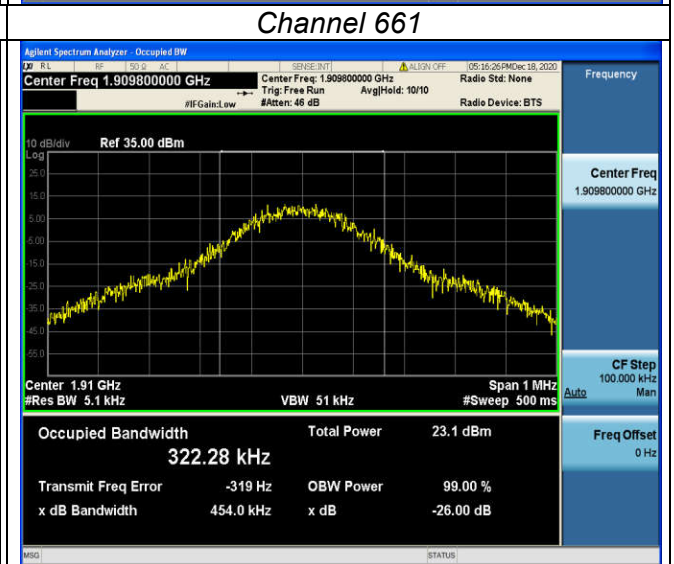 Channel 661
Agilent Spectrum Analyzer - Occupied BW
RL RF 50 Ω AC SENSE:INT ALIGN OFF 05:16:26PMDec 18, 2020
Center Freq 1.909800000 GHz Center Freq: 1.909800000 GHz Radio Std: None
Trig: Free Run Avg|Hold: 10/10
#IFGain:Low #Atten: 46 dB Radio Device: BTS
Frequency
10 dB/div Ref 35.00 dBm
Log
25.0
15.0
5.00
-5.00
-15.0
-25.0
-35.0
-45.0
-55.0
Center Freq
1.909800000 GHz
Center 1.91 GHz Span 1 MHz
#Res BW 5.1 kHz VBW 51 kHz #Sweep 500 ms
CF Step
100.000 kHz
Auto Man
Occupied Bandwidth Total Power 23.1 dBm
322.28 kHz
Freq Offset
0 Hz
Transmit Freq Error -319 Hz OBW Power 99.00 %
x dB Bandwidth 454.0 kHz x dB -26.00 dB
MSG STATUS